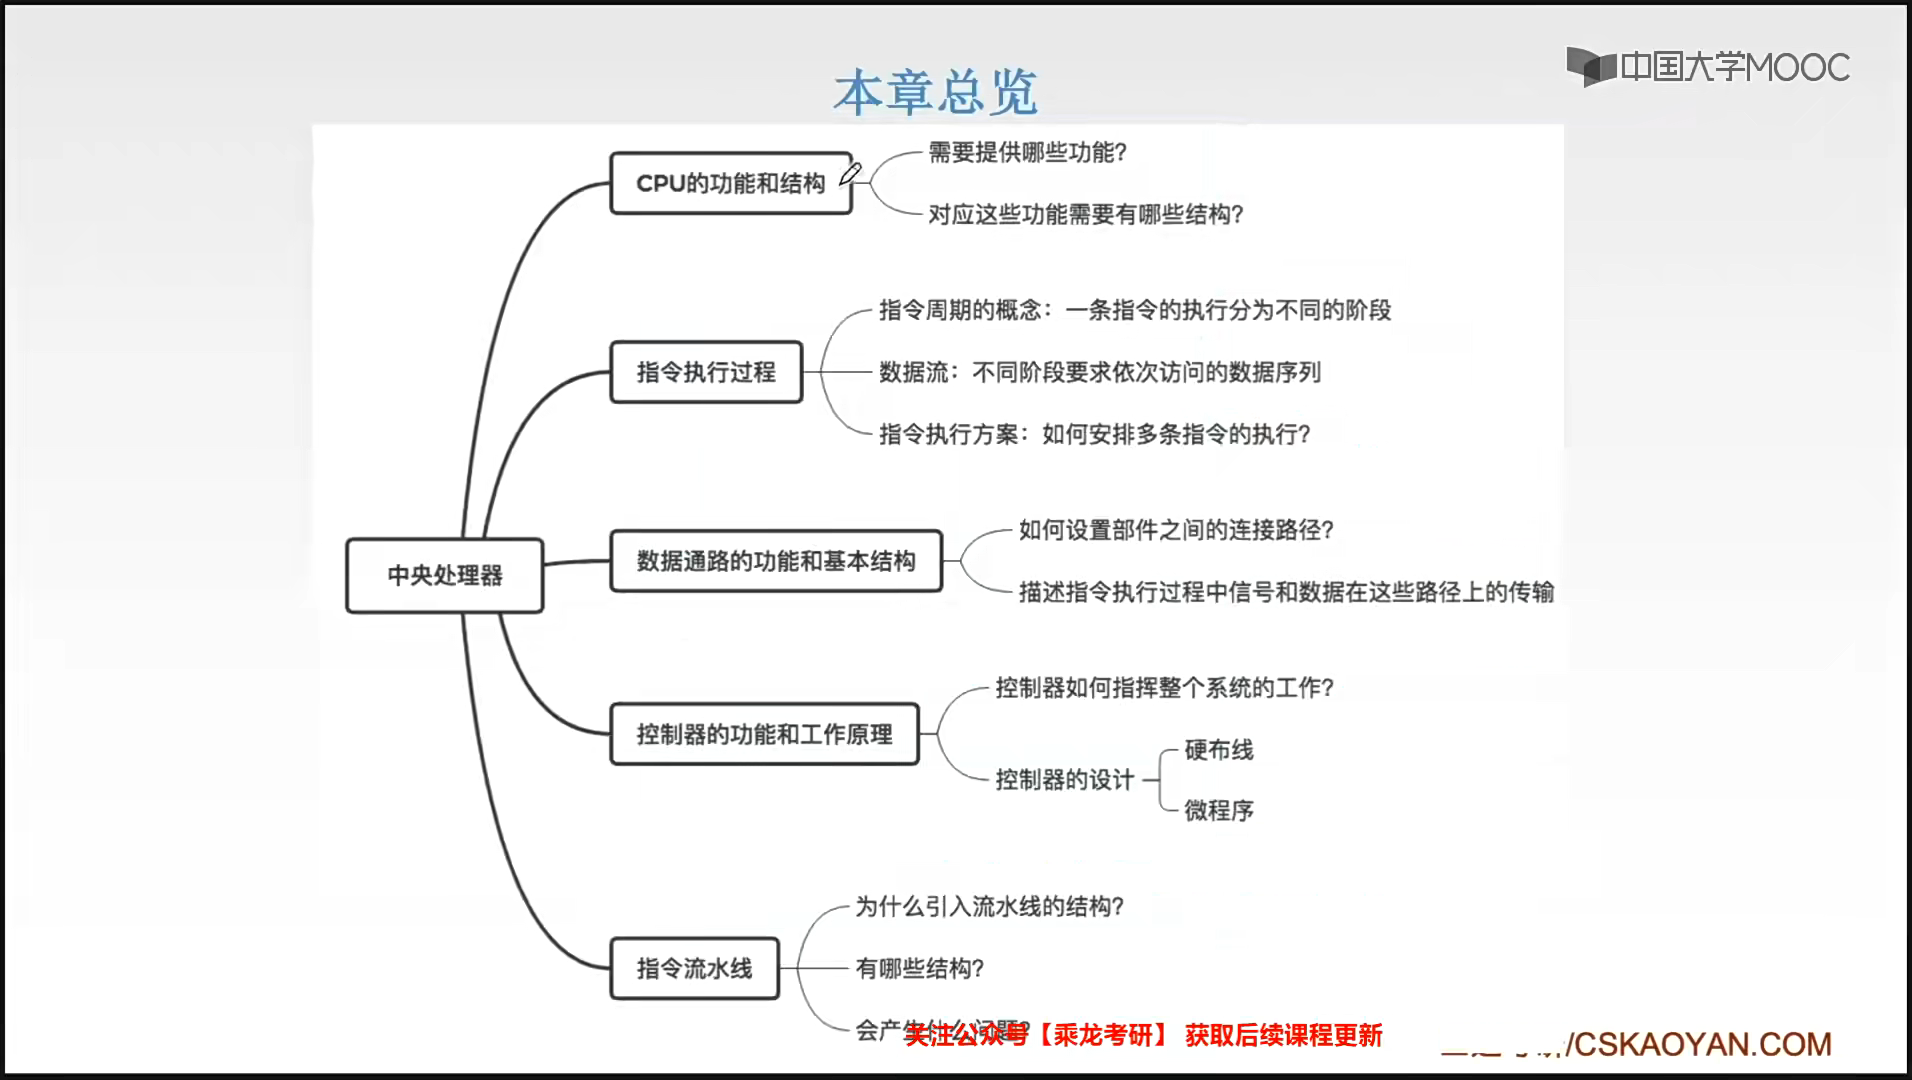 中国大学MOOC
本章总览
需要提供哪些功能?
CPU的功能和结构
对应这些功能需要有哪些结构?
指令周期的概念：一条指令的执行分为不同的阶段
指令执行过程
数据流：不同阶段要求依次访问的数据序列
指令执行方案：如何安排多条指令的执行?
如何设置部件之间的连接路径?
数据通路的功能和基本结构
描述指令执行过程中信号和数据在这些路径上的传输
中央处理器
控制器如何指挥整个系统的工作?
控制器的功能和工作原理
控制器的设计
硬布线
微程序
为什么引入流水线的结构?
指令流水线
有哪些结构?
会产生什么问题?
关注公众号【乘龙考研】 获取后续课程更新
/CSKAOYAN.COM